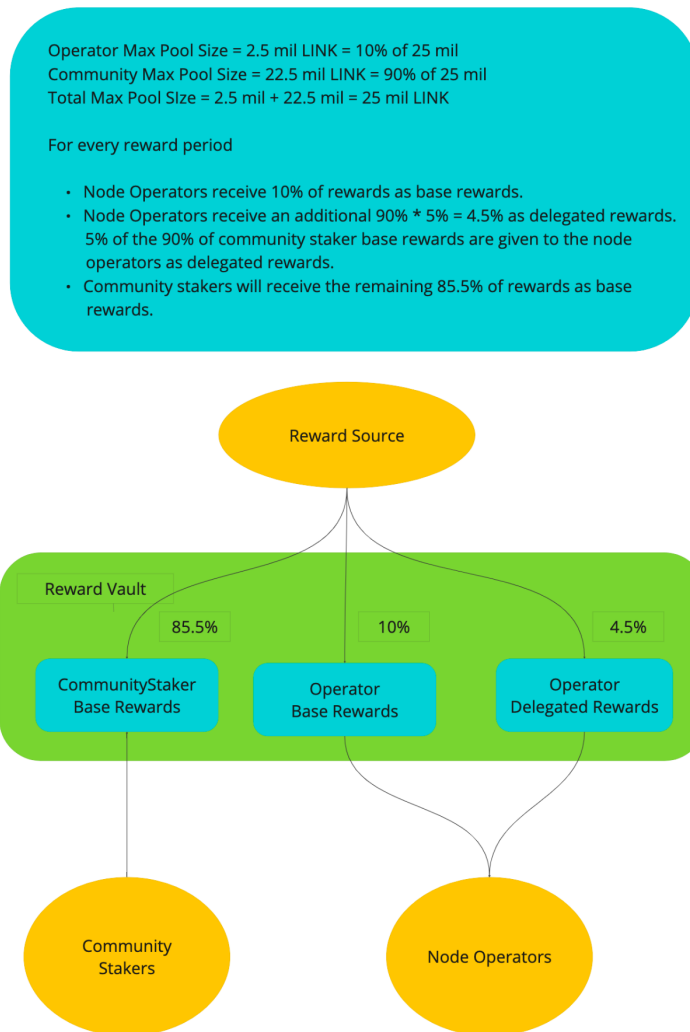 Operator Max Pool Size = 2.5 mil LINK = 10% of 25 mil
Community Max Pool Size = 22.5 mil LINK = 90% of 25 mil
Total Max Pool SIze = 2.5 mil + 22.5 mil = 25 mil LINK
For every reward period
• Node Operators receive 10% of rewards as base rewards.
• Node Operators receive an additional 90% * 5% = 4.5% as delegated rewards.
5% of the 90% of community staker base rewards are given to the node
operators as delegated rewards.
• Community stakers will receive the remaining 85.5% of rewards as base
rewards.
Reward Source
Reward Vault
85.5%
10%
4.5%
CommunityStaker
Base Rewards
Operator
Base Rewards
Operator
Delegated Rewards
Community
Stakers
Node Operators